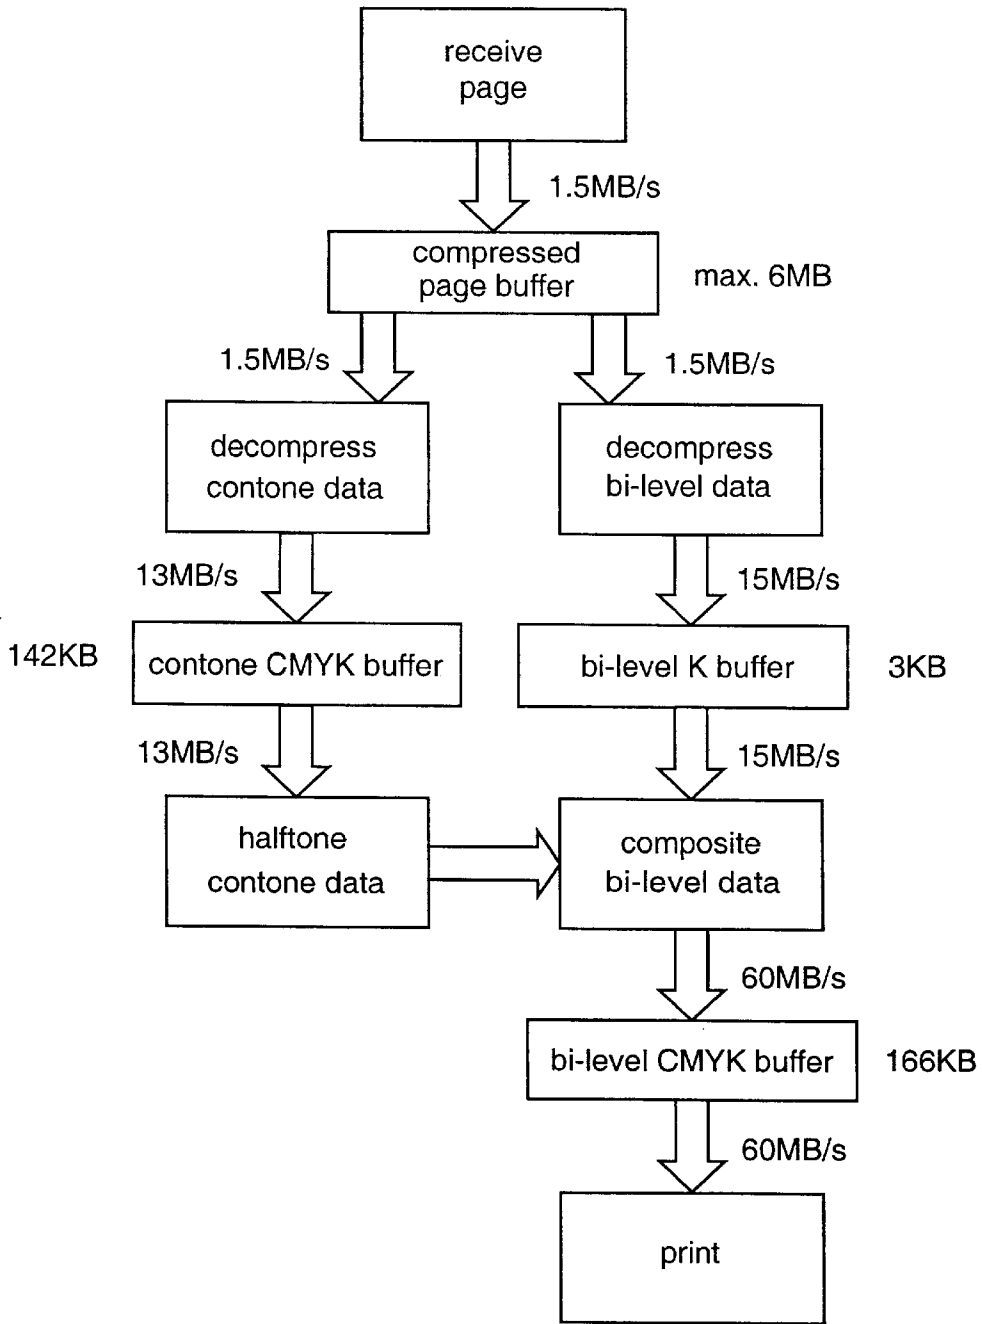 receive
page
1.5MB/s
compressed
page buffer
max. 6MB
1.5MB/s
1.5MB/s
decompress
contone data
decompress
bi-level data
13MB/s
15MB/s
142KB
contone CMYK buffer
bi-level K buffer
3KB
13MB/s
15MB/s
halftone
contone data
composite
bi-level data
60MB/s
bi-level CMYK buffer
166KB
60MB/s
print